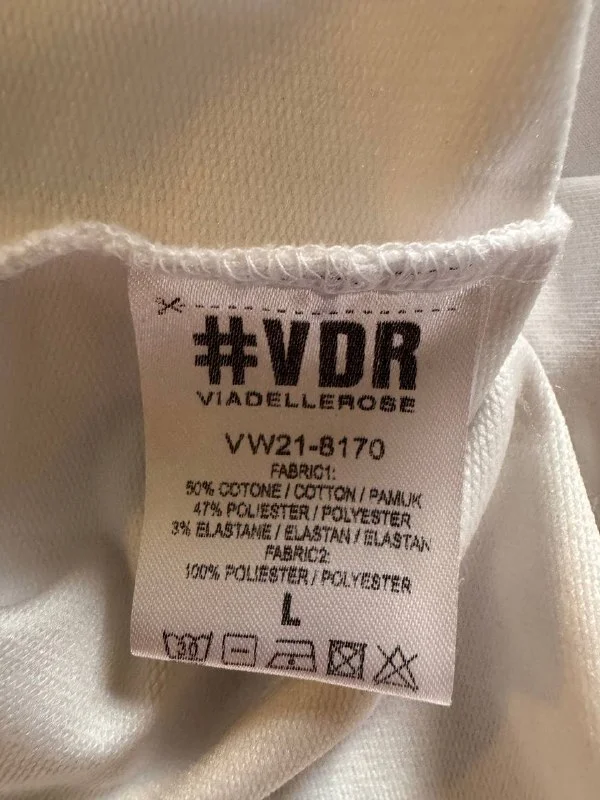 #VDR
VIADELLEROSE
VW21-8170
FABRIC1:
50% COTONE / COTTON / PAMUK
47% POLIESTER / POLYESTER
3% ELASTANE / ELASTAN / ELASTAN
FABRIC2:
100% POLIESTER / POLYESTER
L
30